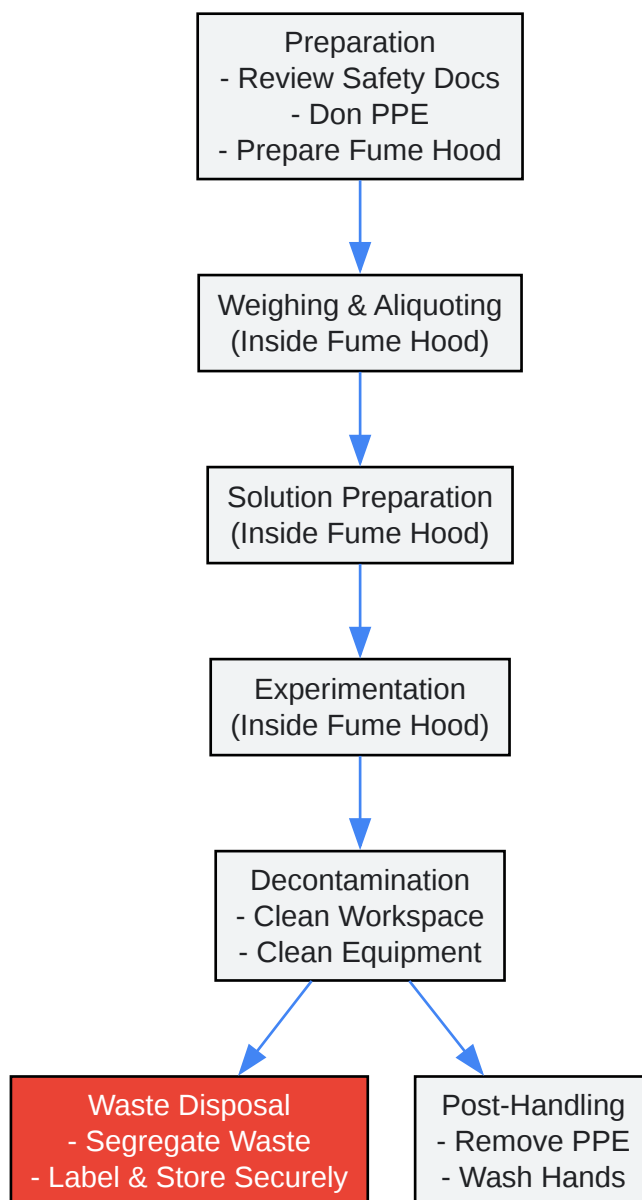 Preparation
- Review Safety Docs
- Don PPE
- Prepare Fume Hood
Weighing & Aliquoting
(Inside Fume Hood)
Solution Preparation
(Inside Fume Hood)
Experimentation
(Inside Fume Hood)
Decontamination
- Clean Workspace
- Clean Equipment
Waste Disposal
- Segregate Waste
- Label & Store Securely
Post-Handling
- Remove PPE
- Wash Hands